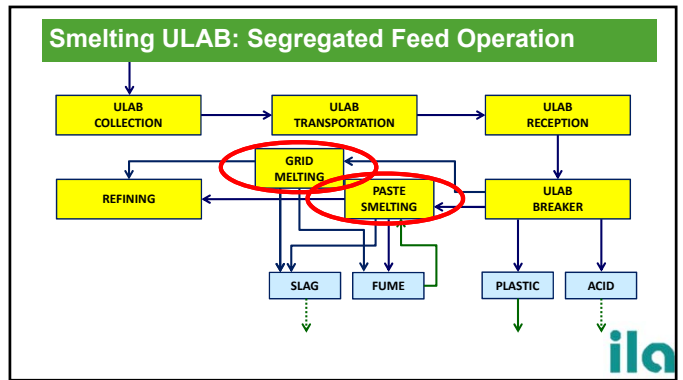 Smelting ULAB: Segregated Feed Operation
ULAB
COLLECTION
ULAB
TRANSPORTATION
ULAB
RECEPTION
GRID
MELTING
REFINING
PASTE
SMELTING
ULAB
BREAKER
SLAG
FUME
PLASTIC
ACID
ila